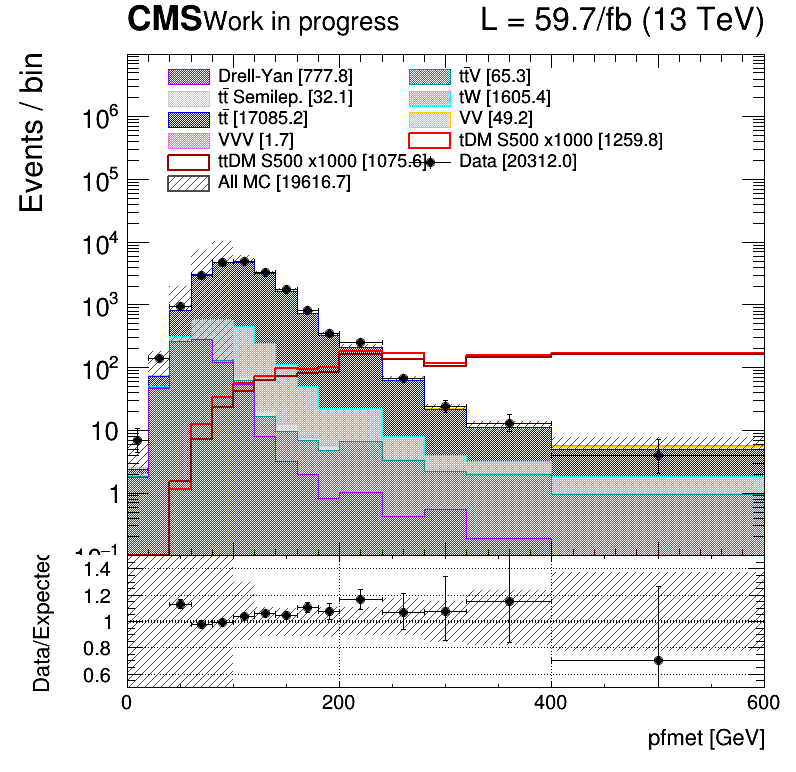 CMS Work in progress L = 59.7/fb (13 TeV)
Events / bin
Drell-Yan [777.8] tt̄V [65.3]
tt̄ Semilep. [32.1] tW [1605.4]
tt̄ [17085.2] VV [49.2]
VVV [1.7] tDM S500 x1000 [1259.8]
ttDM S500 x1000 [1075.6] Data [20312.0]
All MC [19616.7]
10⁶
10⁵
10⁴
10³
10²
10
1
10⁻¹
Data/Expected
1.4
1.2
1
0.8
0.6
0 200 400 600
pfmet [GeV]